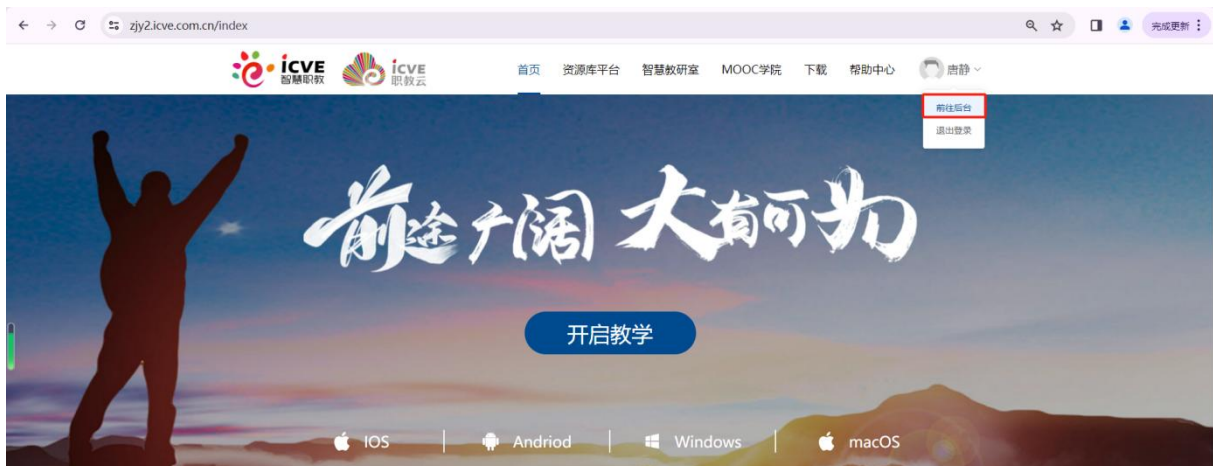 zjy2.icve.com.cn/index
完成更新
icve
智慧职教
icve
职教云
首页 资源库平台 智慧教研室 MOOC学院 下载 帮助中心 唐静
前往后台
退出登录
前途广阔 大有可为
开启教学
IOS Andriod Windows macOS